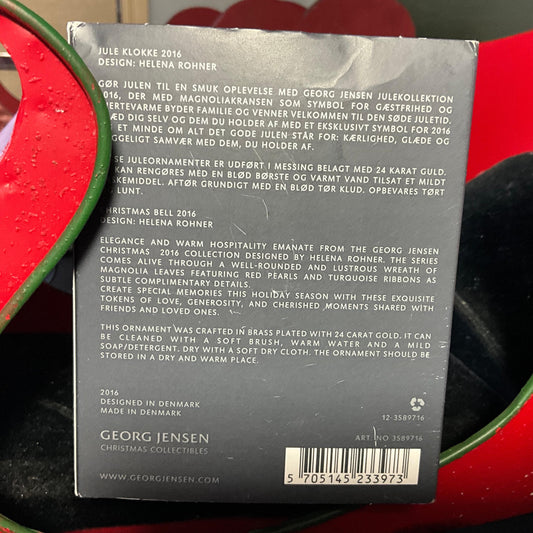 JULE KLOKKE 2016
DESIGN: HELENA ROHNER
GØR JULEN TIL EN SMUK OPLEVELSE MED GEORG JENSEN JULEKOLLEKTION
2016, DER MED MAGNOLIAKRANSEN SOM SYMBOL FOR GÆSTFRIHED OG
JERTEVARME BYDER FAMILIE OG VENNER VELKOMMEN TIL DEN SØDE JULETID.
ÆD DIG SELV OG DEM DU HOLDER AF MED ET EKSKLUSIVT SYMBOL FOR 2016
ET MINDE OM ALT DET GODE JULEN STÅR FOR: KÆRLIGHED, GLÆDE OG
GGELIGT SAMVÆR MED DEM, DU HOLDER AF.
SE JULEORNAMENTER ER UDFØRT I MESSING BELAGT MED 24 KARAT GULD.
KAN RENGØRES MED EN BLØD BØRSTE OG VARMT VAND TILSAT ET MILDT
SKEMIDDEL. AFTØR GRUNDIGT MED EN BLØD TØR KLUD. OPBEVARES TØRT
LUNT.
CHRISTMAS BELL 2016
DESIGN: HELENA ROHNER
ELEGANCE AND WARM HOSPITALITY EMANATE FROM THE GEORG JENSEN
CHRISTMAS 2016 COLLECTION DESIGNED BY HELENA ROHNER. THE SERIES
COMES ALIVE THROUGH A WELL-ROUNDED AND LUSTROUS WREATH OF
MAGNOLIA LEAVES FEATURING RED PEARLS AND TURQUOISE RIBBONS AS
SUBTLE COMPLIMENTARY DETAILS.
CREATE SPECIAL MEMORIES THIS HOLIDAY SEASON WITH THESE EXQUISITE
TOKENS OF LOVE, GENEROSITY, AND CHERISHED MOMENTS SHARED WITH
FRIENDS AND LOVED ONES.
THIS ORNAMENT WAS CRAFTED IN BRASS PLATED WITH 24 CARAT GOLD. IT CAN
BE CLEANED WITH A SOFT BRUSH, WARM WATER AND A MILD
SOAP/DETERGENT. DRY WITH A SOFT DRY CLOTH. THE ORNAMENT SHOULD BE
STORED IN A DRY AND WARM PLACE.
2016
DESIGNED IN DENMARK
MADE IN DENMARK
12-3589716
GEORG JENSEN
CHRISTMAS COLLECTIBLES
ART. NO 3589716
WWW.GEORGJENSEN.COM
5 705145 233973